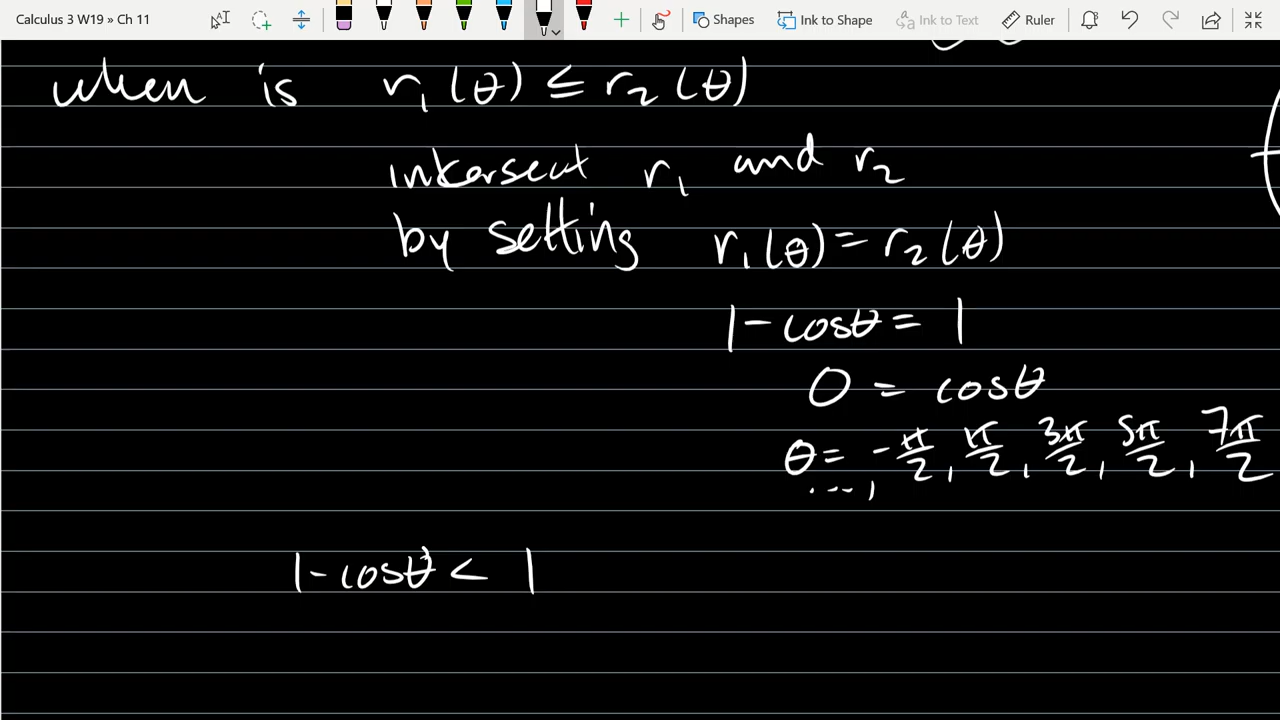 Calculus 3 W19 » Ch 11
Shapes
Ink to Shape
Ink to Text
Ruler
when is r₁(θ) ≤ r₂(θ)
intersect r₁ and r₂
by setting r₁(θ) = r₂(θ)
1 - cosθ = 1
0 = cosθ
θ = -π/2, π/2, 3π/2, 5π/2, 7π/2
...,
1 - cosθ < 1